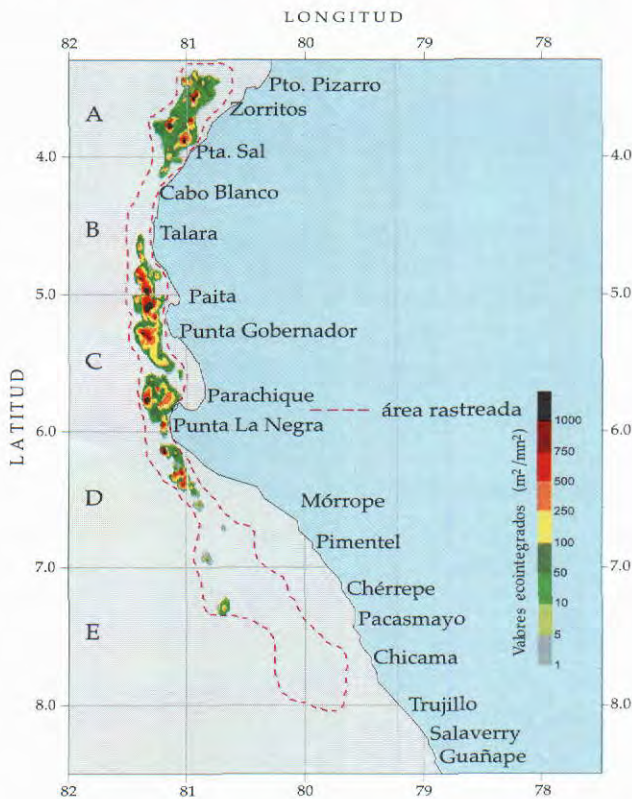 LONGITUD
82 81 80 79 78
A
Pto. Pizarro
Zorritos
4.0 Pta. Sal 4.0
Cabo Blanco
B Talara
5.0 Paita 5.0
Punta Gobernador
C
Parachique
área rastreada
Punta La Negra
6.0 6.0
LATITUD
D
Mórrope
Pimentel
7.0 7.0
Chérrepe
Pacasmayo
E
Chicama
8.0 Trujillo 8.0
Salaverry
Guañape
82 81 80 79 78
Valores ecointegrados (m²/mn²)
1000
750
500
250
100
50
10
5
1